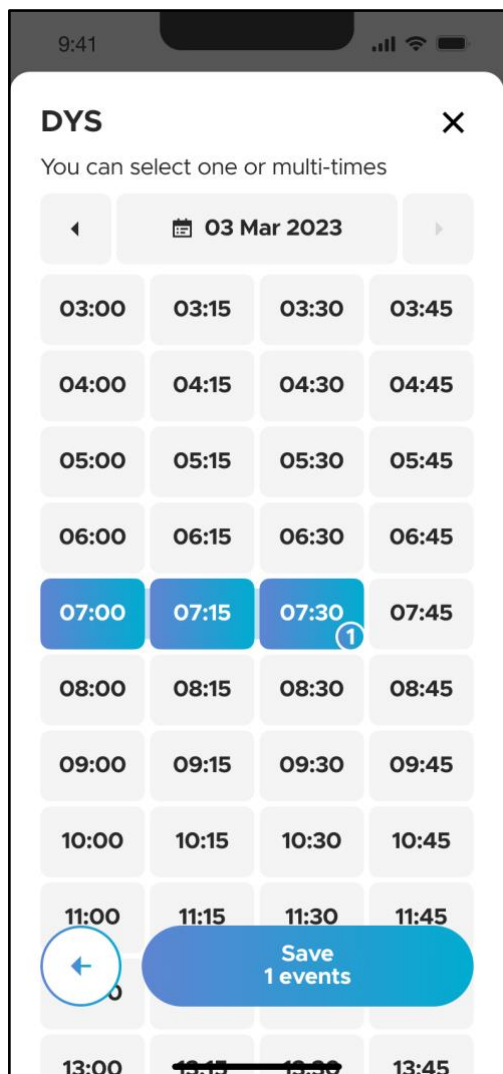 9:41
DYS
You can select one or multi-times
03 Mar 2023
03:00 03:15 03:30 03:45
04:00 04:15 04:30 04:45
05:00 05:15 05:30 05:45
06:00 06:15 06:30 06:45
07:00 07:15 07:30 07:45
1
08:00 08:15 08:30 08:45
09:00 09:15 09:30 09:45
10:00 10:15 10:30 10:45
11:00 11:15 11:30 11:45
Save
1 events
13:00 13:15 13:30 13:45